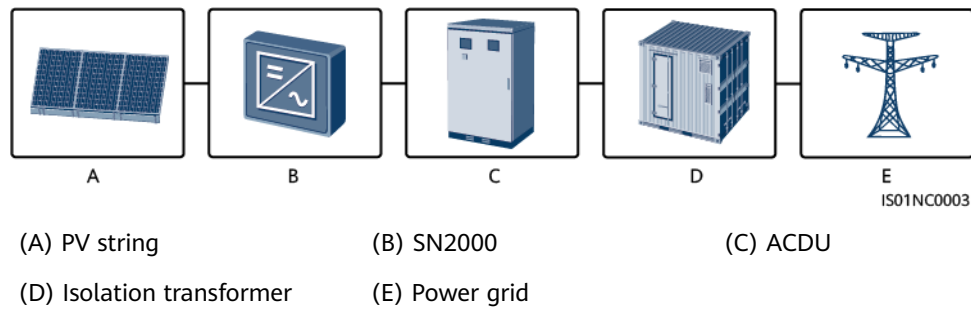 A B C D E
IS01NC0003
(A) PV string (B) SN2000 (C) ACDU
(D) Isolation transformer (E) Power grid